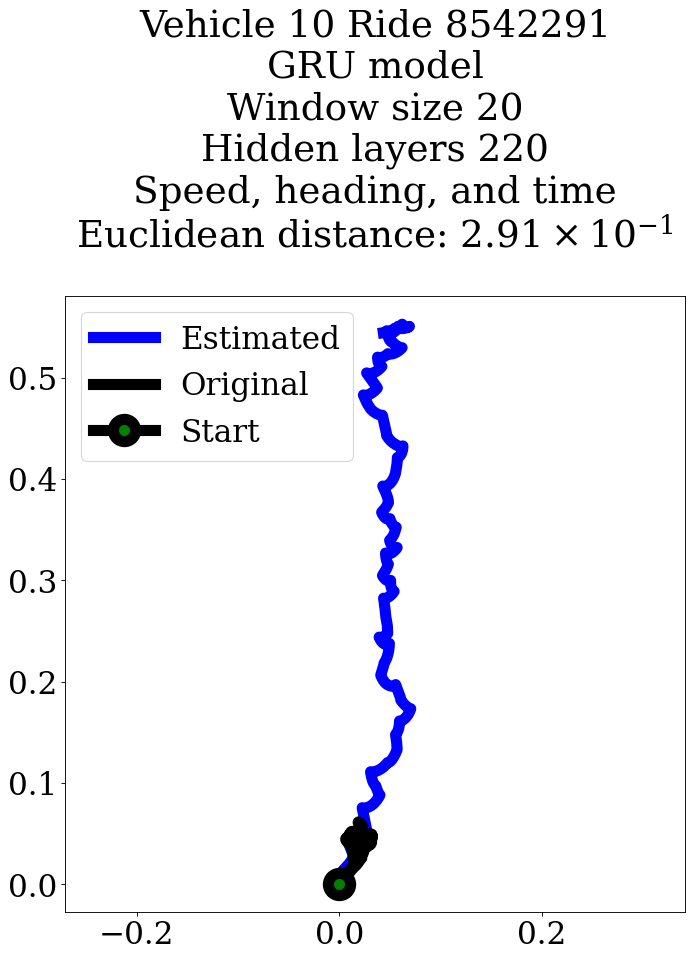 Vehicle 10 Ride 8542291
GRU model
Window size 20
Hidden layers 220
Speed, heading, and time
Euclidean distance: 2.91 × 10⁻¹
Estimated
Original
Start
0.5
0.4
0.3
0.2
0.1
0.0
−0.2 0.0 0.2